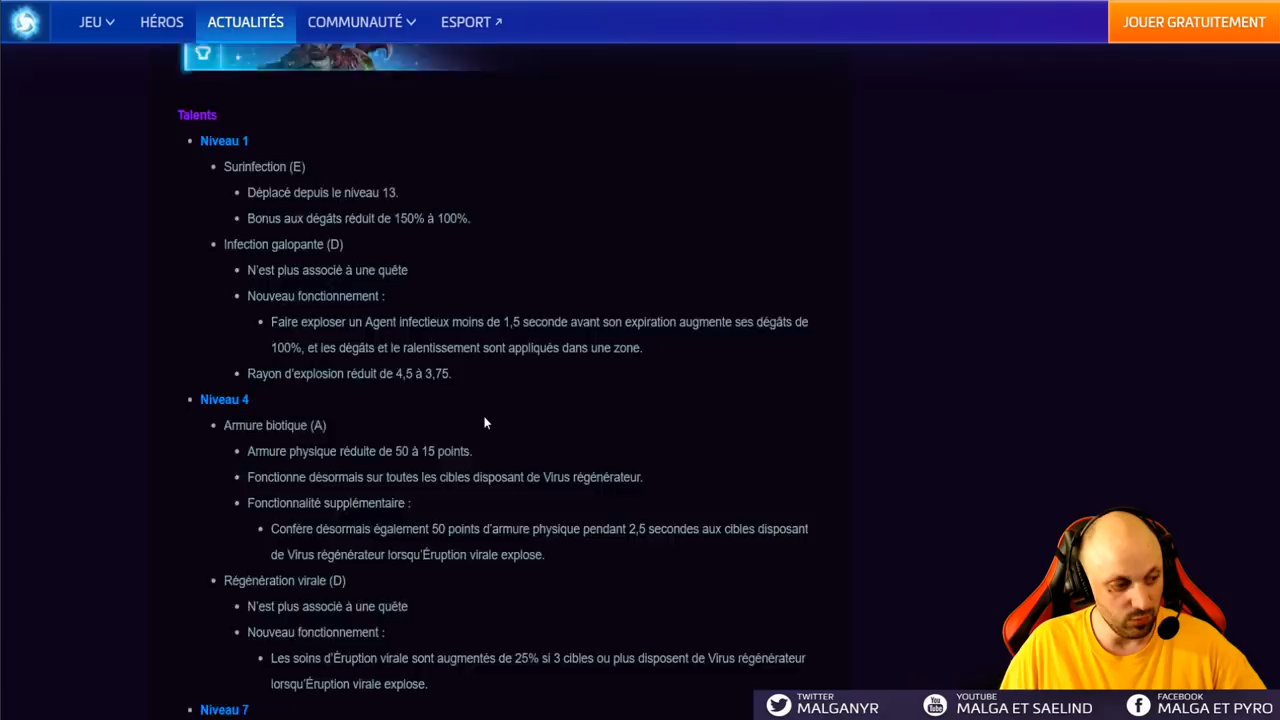 JEU HÉROS ACTUALITÉS COMMUNAUTÉ ESPORT JOUER GRATUITEMENT
Talents
Niveau 1
Surinfection (E)
Déplacé depuis le niveau 13.
Bonus aux dégâts réduit de 150% à 100%.
Infection galopante (D)
N'est plus associé à une quête
Nouveau fonctionnement :
Faire exploser un Agent infectieux moins de 1,5 seconde avant son expiration augmente ses dégâts de
100%, et les dégâts et le ralentissement sont appliqués dans une zone.
Rayon d'explosion réduit de 4,5 à 3,75.
Niveau 4
Armure biotique (A)
Armure physique réduite de 50 à 15 points.
Fonctionne désormais sur toutes les cibles disposant de Virus régénérateur.
Fonctionnalité supplémentaire :
Confère désormais également 50 points d'armure physique pendant 2,5 secondes aux cibles disposant
de Virus régénérateur lorsqu'Éruption virale explose.
Régénération virale (D)
N'est plus associé à une quête
Nouveau fonctionnement :
Les soins d'Éruption virale sont augmentés de 25% si 3 cibles ou plus disposent de Virus régénérateur
lorsqu'Éruption virale explose.
Niveau 7
TWITTER
MALGANYR
YOUTUBE
MALGA ET SAELIND
FACEBOOK
MALGA ET PYRO